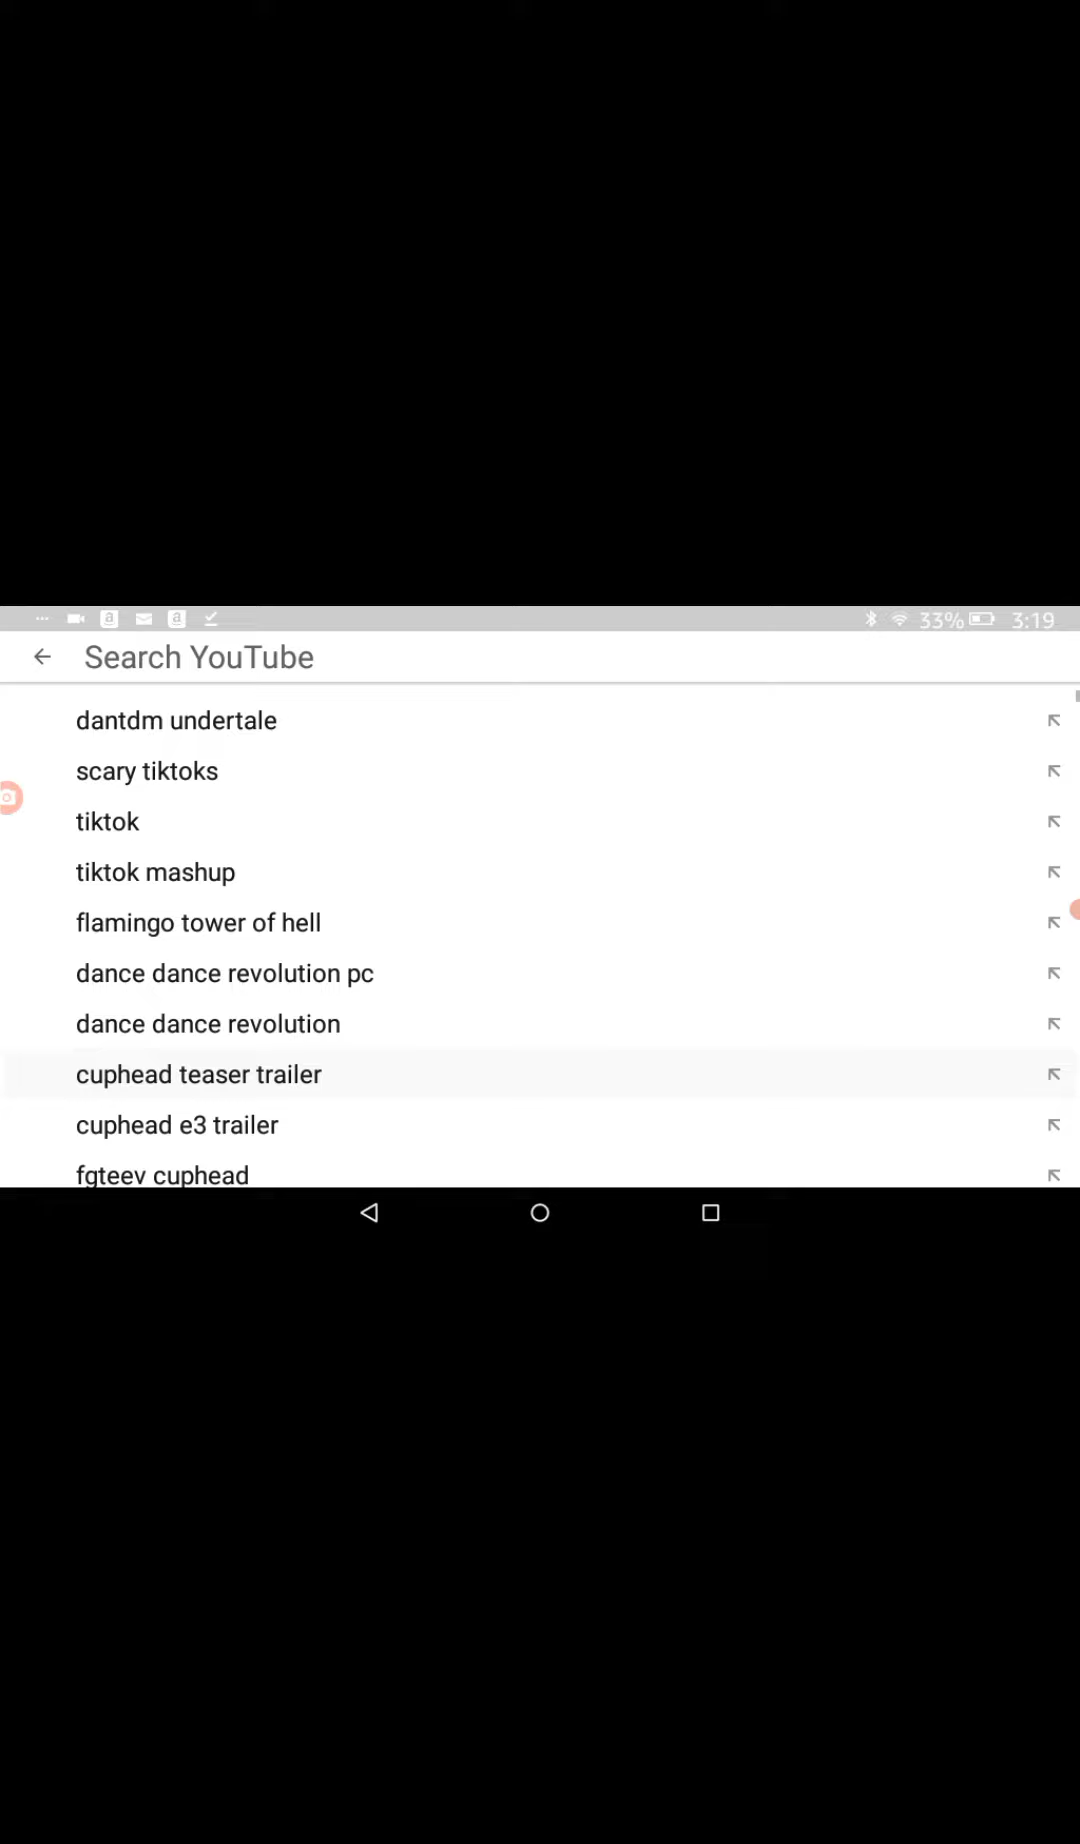 33% 3:19
Search YouTube
dantdm undertale
scary tiktoks
tiktok
tiktok mashup
flamingo tower of hell
dance dance revolution pc
dance dance revolution
cuphead teaser trailer
cuphead e3 trailer
fgteev cuphead